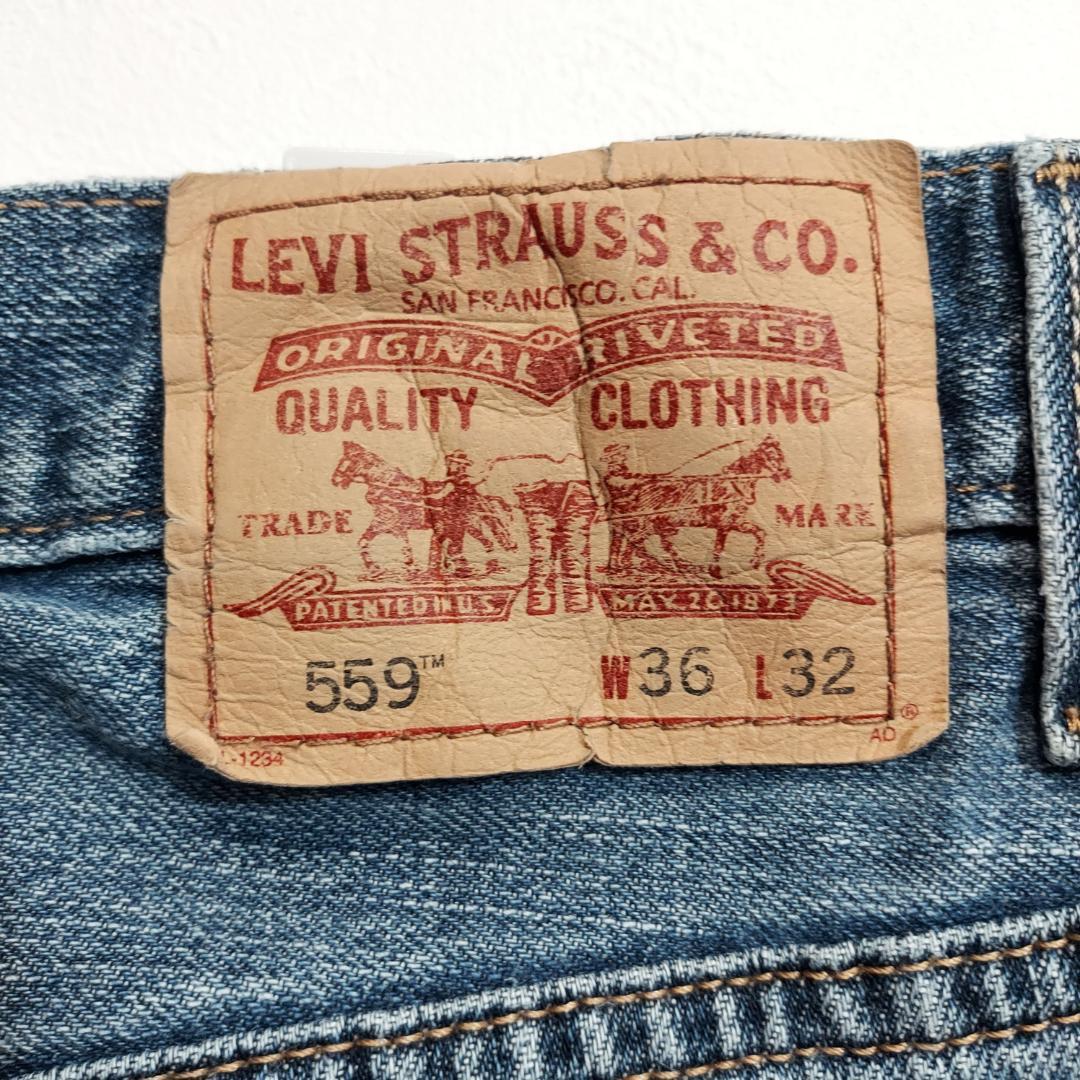 LEVI STRAUSS & CO.
SAN FRANCISCO. CAL.
ORIGINAL RIVETED
QUALITY CLOTHING
TRADE MARK
PATENTED IN U.S. MAY 20 1873
559™ W36 L32
-1234 AD ®